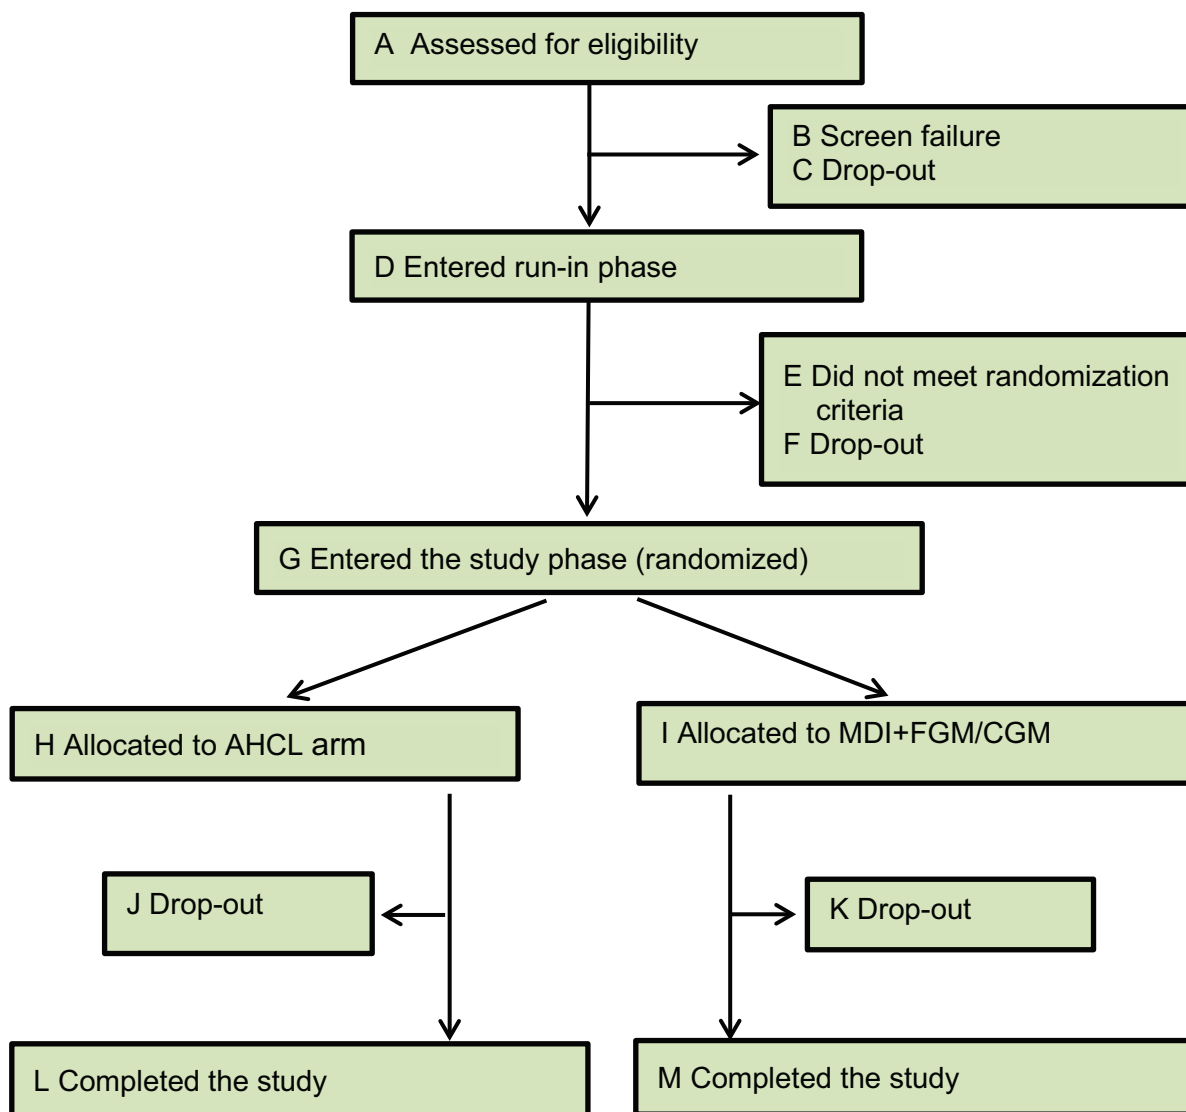 A Assessed for eligibility
B Screen failure
C Drop-out
D Entered run-in phase
E Did not meet randomization
criteria
F Drop-out
G Entered the study phase (randomized)
H Allocated to AHCL arm
I Allocated to MDI+FGM/CGM
J Drop-out
K Drop-out
L Completed the study
M Completed the study